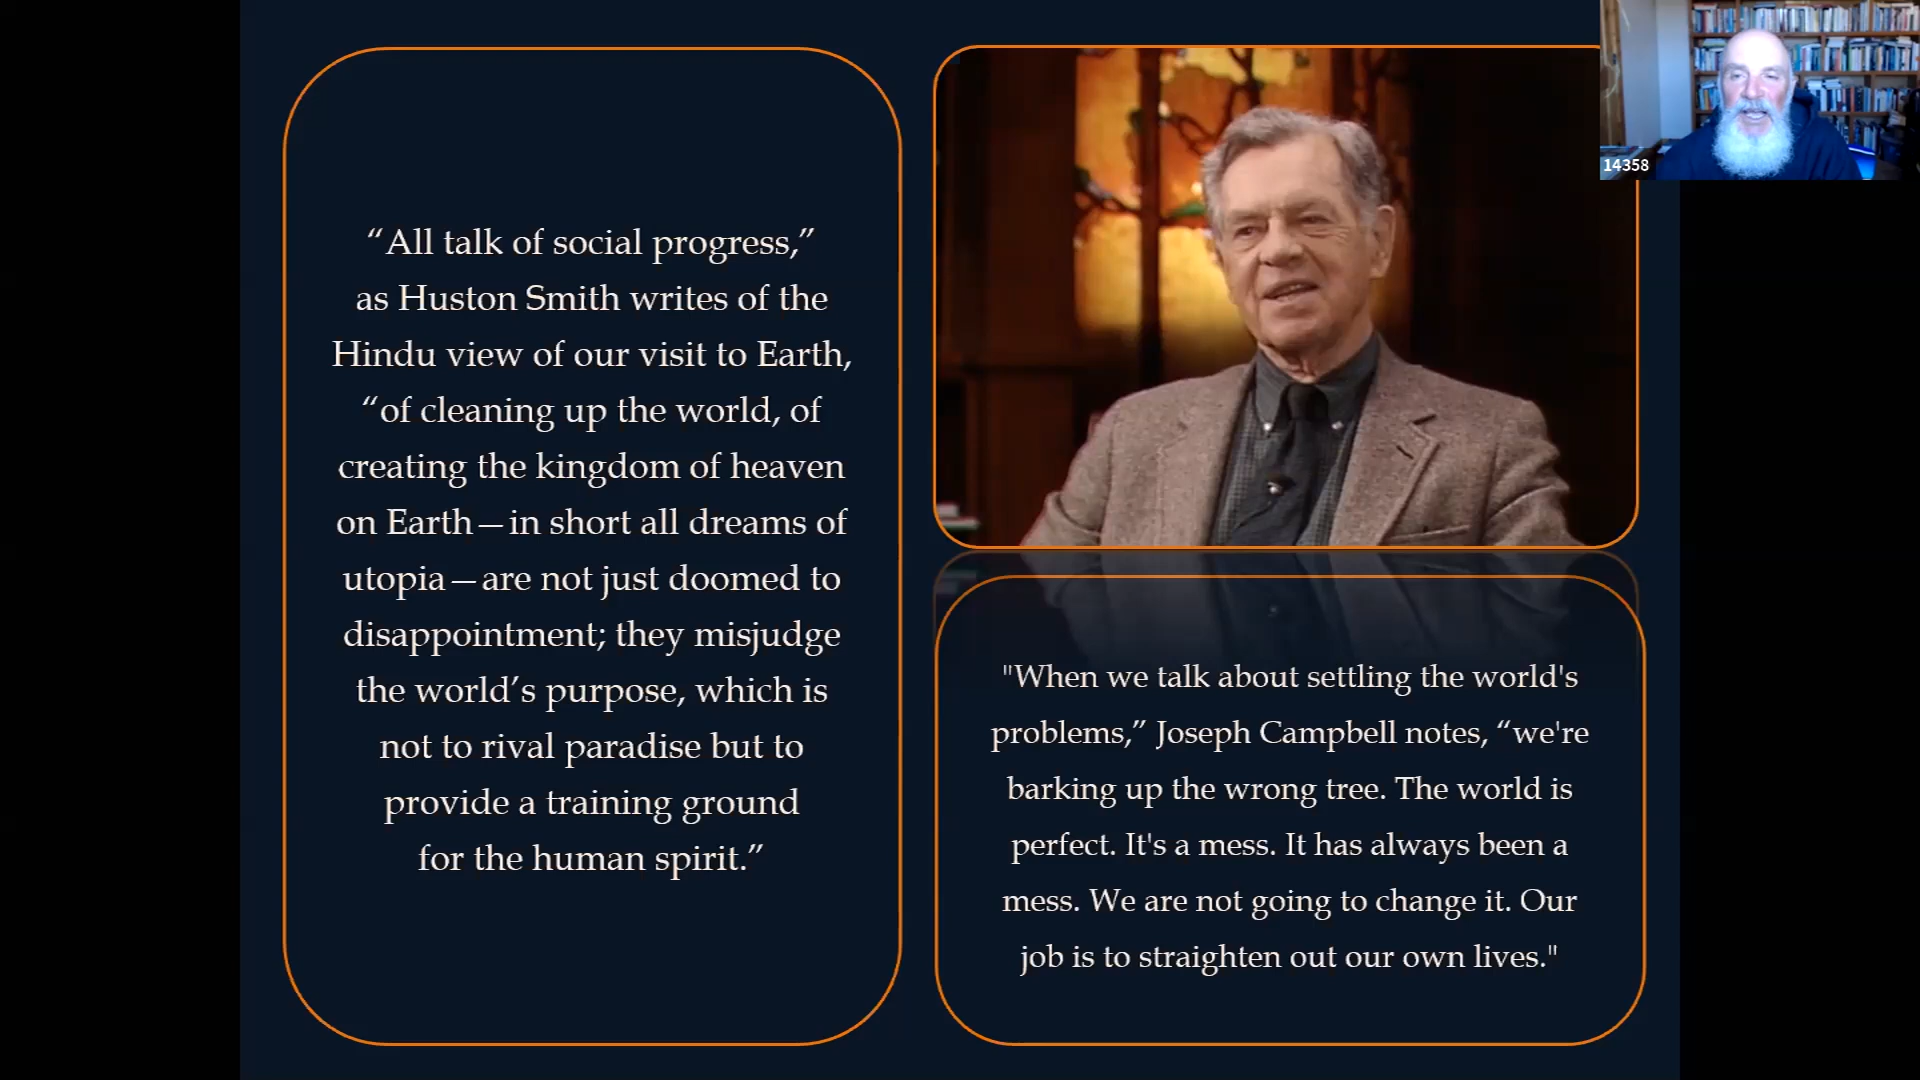 “All talk of social progress,”
as Huston Smith writes of the
Hindu view of our visit to Earth,
“of cleaning up the world, of
creating the kingdom of heaven
on Earth—in short all dreams of
utopia—are not just doomed to
disappointment; they misjudge
the world’s purpose, which is
not to rival paradise but to
provide a training ground
for the human spirit.”
14358
"When we talk about settling the world's
problems,” Joseph Campbell notes, “we're
barking up the wrong tree. The world is
perfect. It's a mess. It has always been a
mess. We are not going to change it. Our
job is to straighten out our own lives."